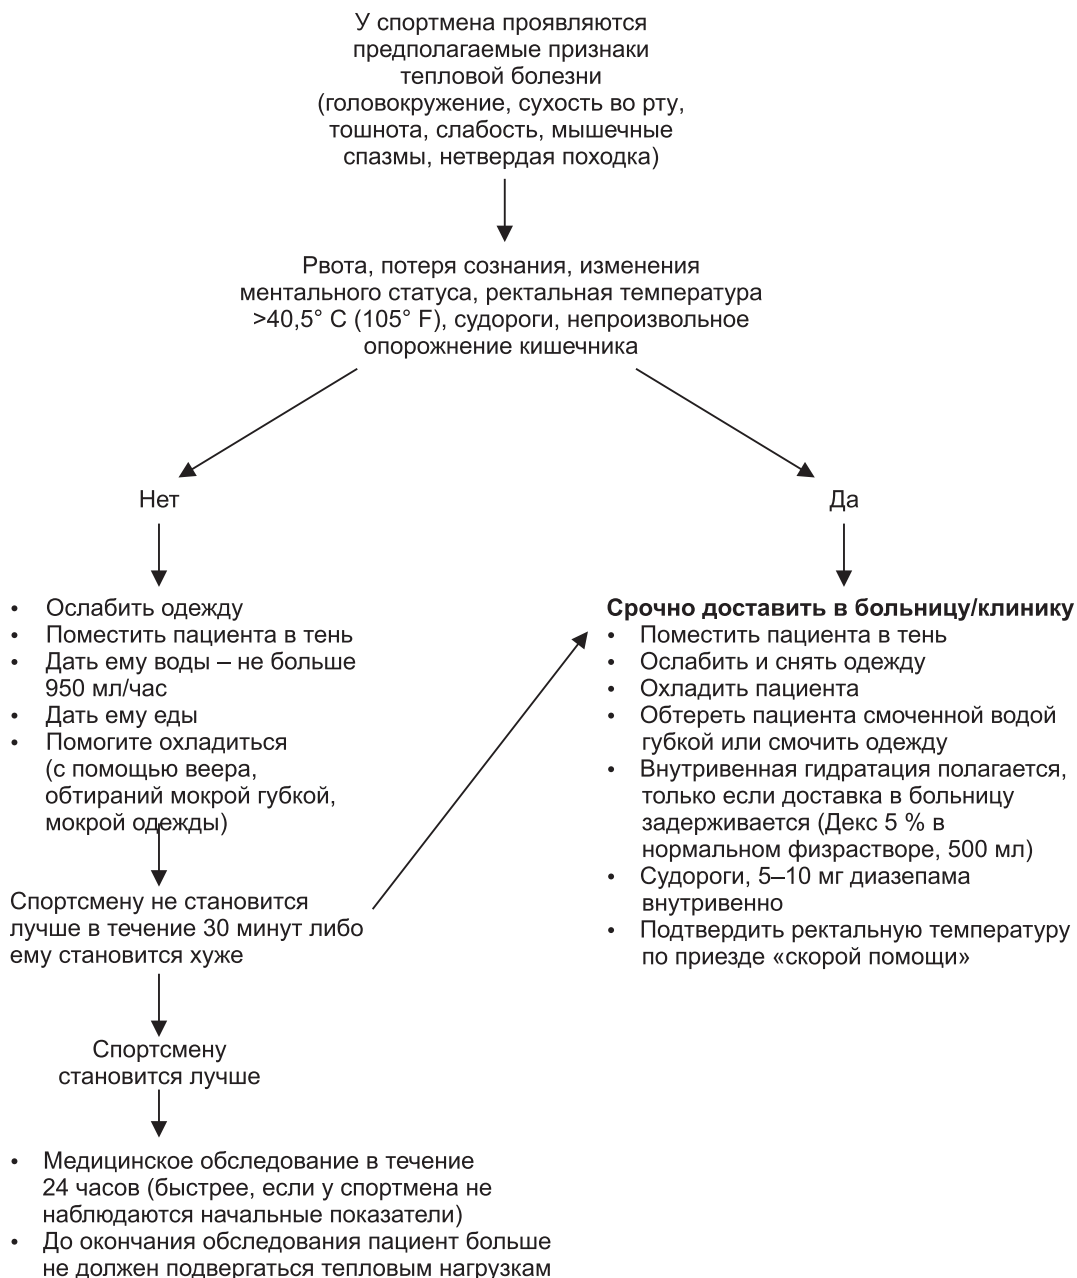 У спортмена проявляются
предполагаемые признаки
тепловой болезни
(головокружение, сухость во рту,
тошнота, слабость, мышечные
спазмы, нетвердая походка)
Рвота, потеря сознания, изменения
ментального статуса, ректальная температура
>40,5° C (105° F), судороги, непроизвольное
опорожнение кишечника
Нет
• Ослабить одежду
• Поместить пациента в тень
• Дать ему воды – не больше
950 мл/час
• Дать ему еды
• Помогите охладиться
(с помощью веера,
обтираний мокрой губкой,
мокрой одежды)
Спортсмену не становится
лучше в течение 30 минут либо
ему становится хуже
Спортсмену
становится лучше
• Медицинское обследование в течение
24 часов (быстрее, если у спортмена не
наблюдаются начальные показатели)
• До окончания обследования пациент больше
не должен подвергаться тепловым нагрузкам
Да
Срочно доставить в больницу/клинику
• Поместить пациента в тень
• Ослабить и снять одежду
• Охладить пациента
• Обтереть пациента смоченной водой
губкой или смочить одежду
• Внутривенная гидратация полагается,
только если доставка в больницу
задерживается (Декс 5 % в
нормальном физрастворе, 500 мл)
• Судороги, 5–10 мг диазепама
внутривенно
• Подтвердить ректальную температуру
по приезде «скорой помощи»